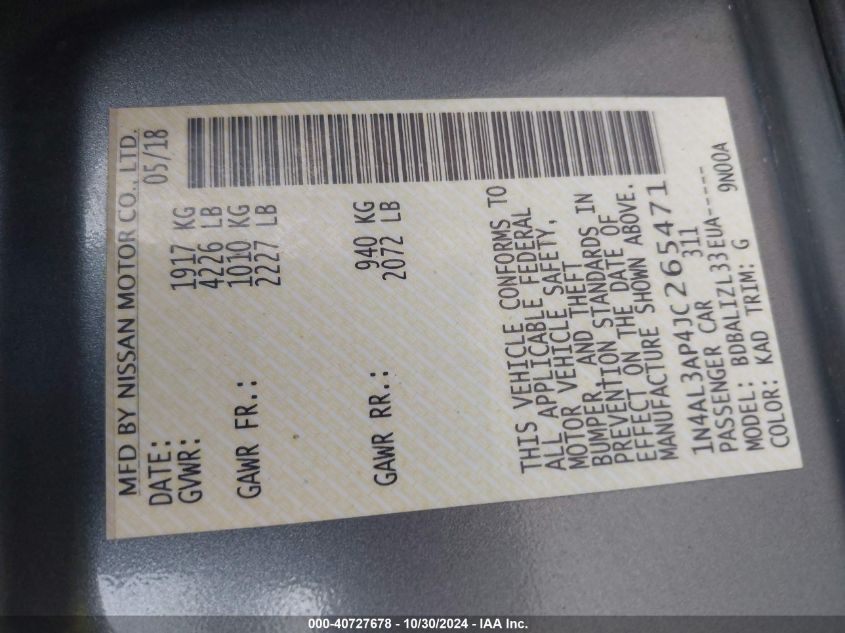 MFD BY NISSAN MOTOR CO., LTD.
DATE: 05/18
GVWR: 1917 KG
4226 LB
GAWR FR.: 1010 KG
2227 LB
GAWR RR.: 940 KG
2072 LB
THIS VEHICLE CONFORMS TO
ALL APPLICABLE FEDERAL
MOTOR VEHICLE SAFETY,
BUMPER, AND THEFT
PREVENTION STANDARDS IN
EFFECT ON THE DATE OF
MANUFACTURE SHOWN ABOVE.
1N4AL3AP4JC265471
PASSENGER CAR 311
MODEL: BDBALIZL33EUA-----
COLOR: KAD TRIM: G 9N00A
000-40727678 - 10/30/2024 - IAA Inc.